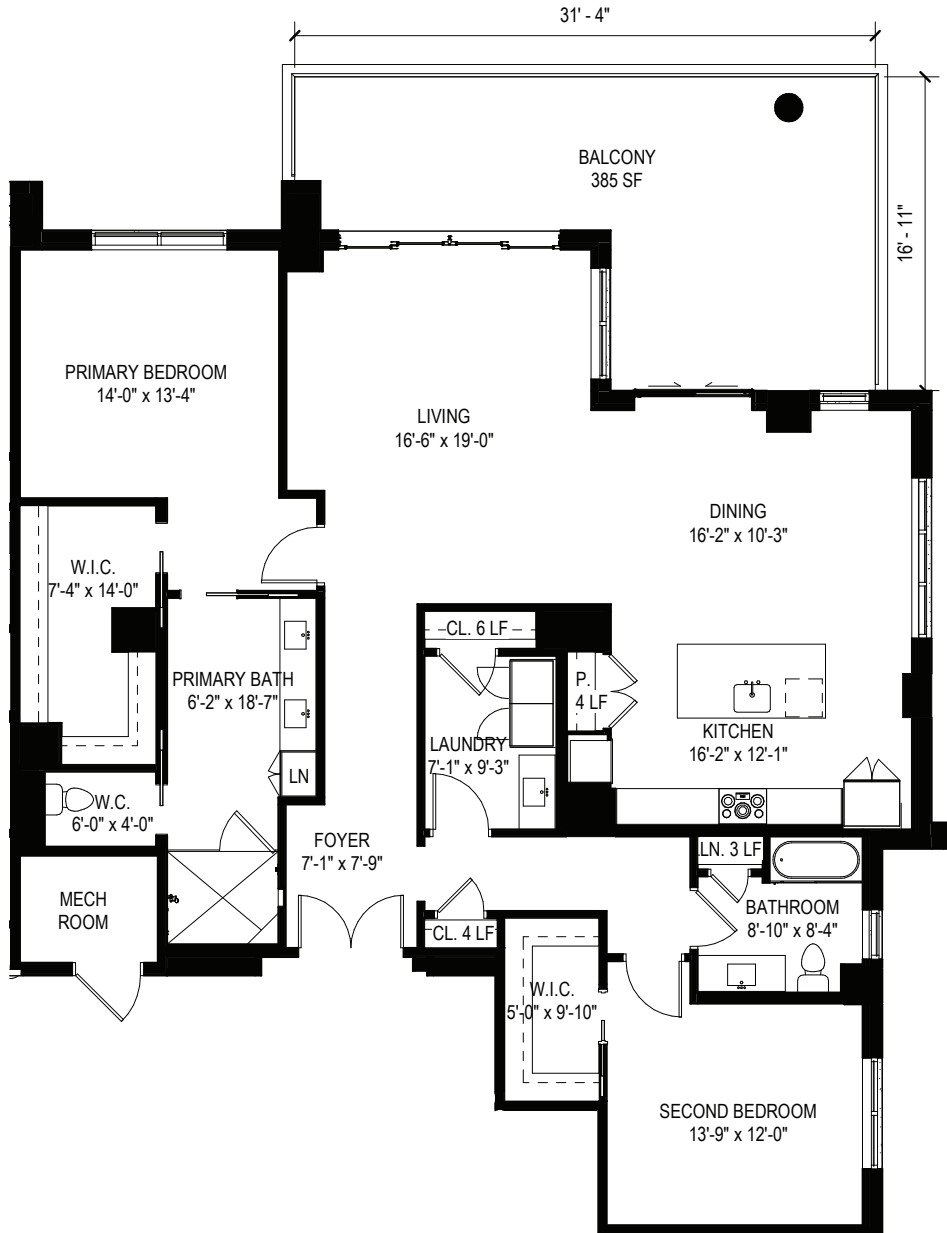 31' - 4"
BALCONY
385 SF
16' - 11"
PRIMARY BEDROOM
14'-0" x 13'-4"
LIVING
16'-6" x 19'-0"
DINING
16'-2" x 10'-3"
W.I.C.
7'-4" x 14'-0"
CL. 6 LF
PRIMARY BATH
6'-2" x 18'-7"
P.
4 LF
KITCHEN
16'-2" x 12'-1"
LAUNDRY
7'-1" x 9'-3"
LN
W.C.
6'-0" x 4'-0"
FOYER
7'-1" x 7'-9"
LN. 3 LF
MECH
ROOM
BATHROOM
8'-10" x 8'-4"
CL. 4 LF
W.I.C.
5'-0" x 9'-10"
SECOND BEDROOM
13'-9" x 12'-0"